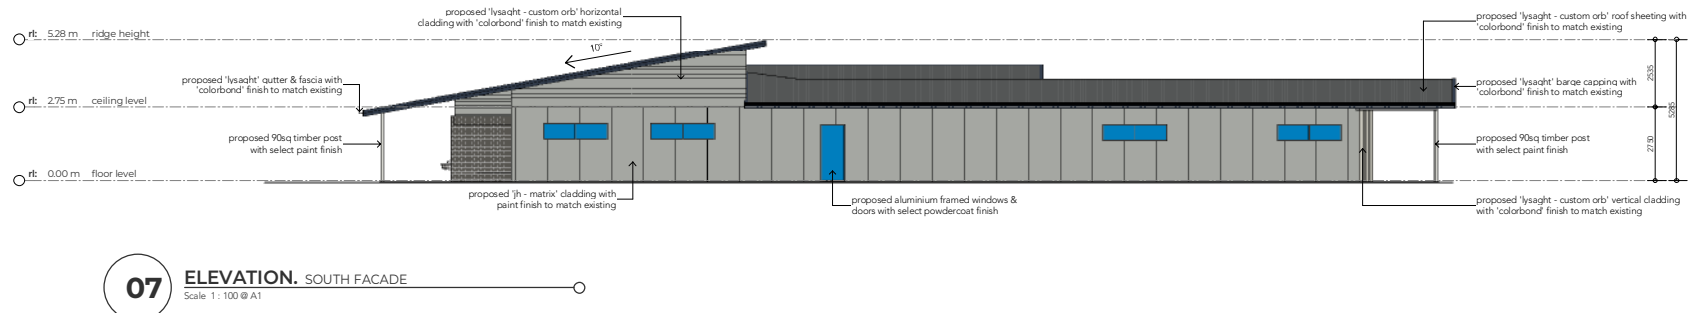 proposed 'lysaght - custom orb' horizontal
cladding with 'colorbond' finish to match existing
proposed 'lysaght - custom orb' roof sheeting with
'colorbond' finish to match existing
rl: 5.28 m ridge height
10°
proposed 'lysaght' gutter & fascia with
'colorbond' finish to match existing
proposed 'lysaght' barge capping with
'colorbond' finish to match existing
2535
5285
rl: 2.75 m ceiling level
proposed 90sq timber post
with select paint finish
proposed 90sq timber post
with select paint finish
2750
rl: 0.00 m floor level
proposed 'jh - matrix' cladding with
paint finish to match existing
proposed aluminium framed windows &
doors with select powdercoat finish
proposed 'lysaght - custom orb' vertical cladding
with 'colorbond' finish to match existing
07
ELEVATION. SOUTH FACADE
Scale 1 : 100 @ A1